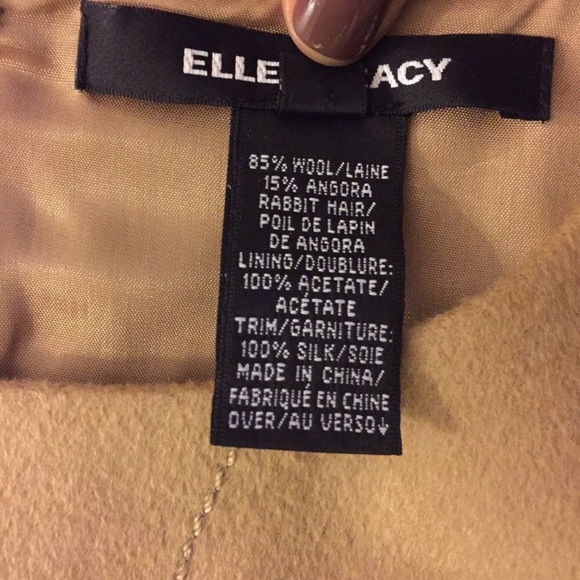 ELLE ACY
85% WOOL/LAINE
15% ANGORA
RABBIT HAIR/
POIL DE LAPIN
DE ANGORA
LINING/DOUBLURE:
100% ACETATE/
ACÉTATE
TRIM/GARNITURE:
100% SILK/SOIE
MADE IN CHINA/
FABRIQUÉ EN CHINE
OVER/AU VERSO↓